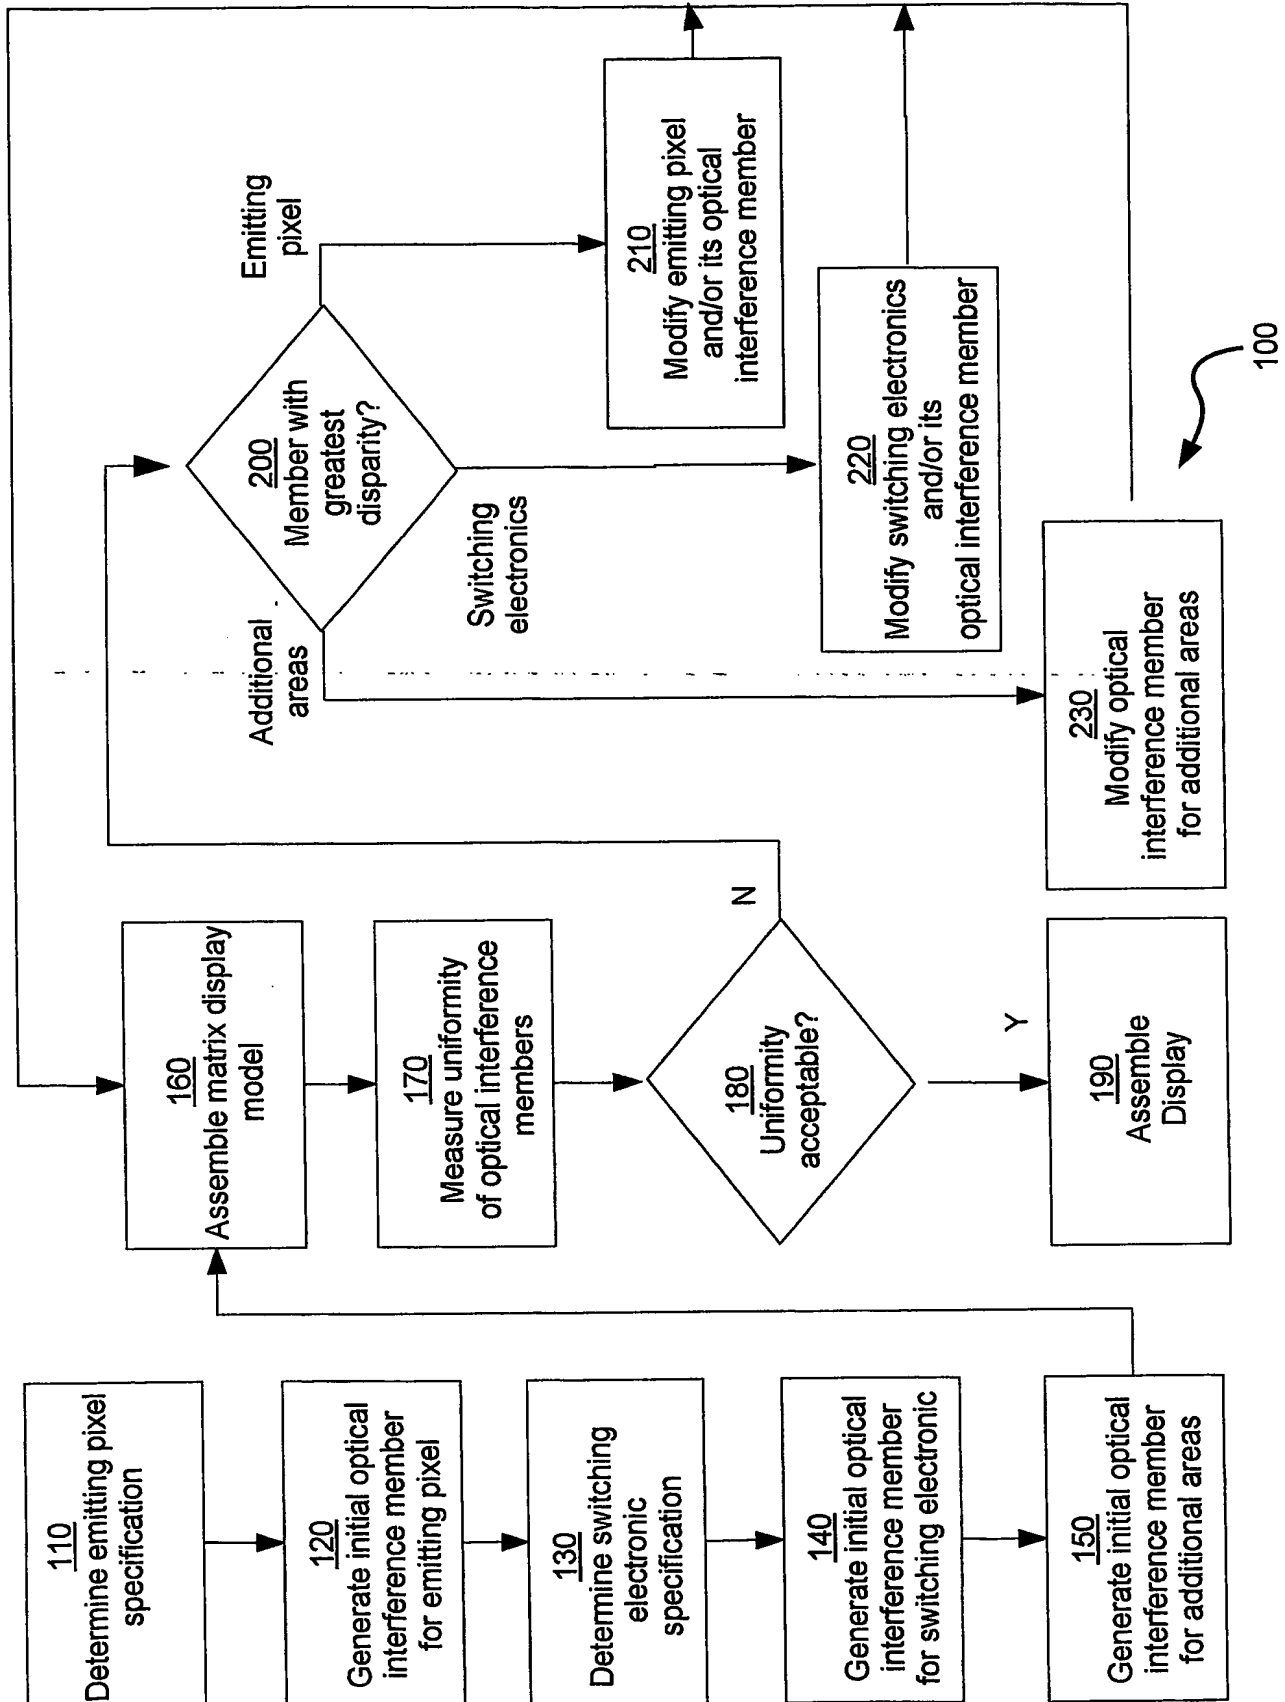 110
Determine emitting pixel
specification
120
Generate initial optical
interference member
for emitting pixel
130
Determine switching
electronic
specification
140
Generate initial optical
interference member
for switching electronic
150
Generate initial optical
interference member
for additional areas
160
Assemble matrix display
model
170
Measure uniformity
of optical interference
members
180
Uniformity
acceptable?
N
Y
190
Assemble
Display
200
Member with
greatest
disparity?
Additional
areas
Switching
electronics
Emitting
pixel
210
Modify emitting pixel
and/or its optical
interference member
220
Modify switching electronics
and/or its
optical interference member
230
Modify optical
interference member
for additional areas
100